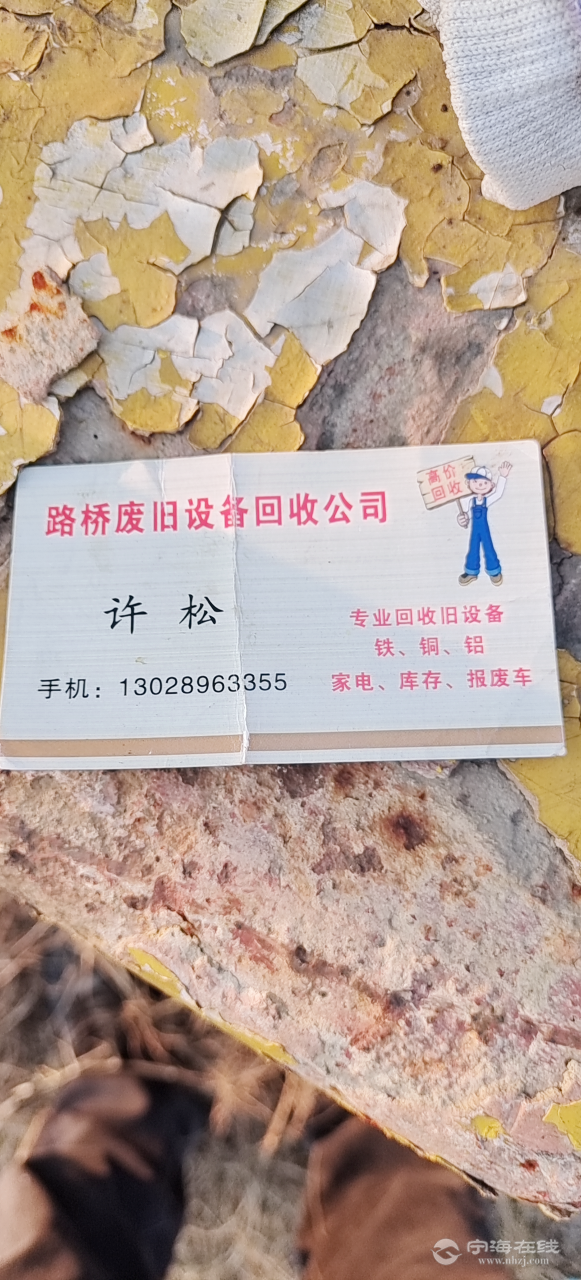 路桥废旧设备回收公司
高价
回收
许 松
手机：13028963355
专业回收旧设备
铁、铜、铝
家电、库存、报废车
宁海在线
www.nhzj.com